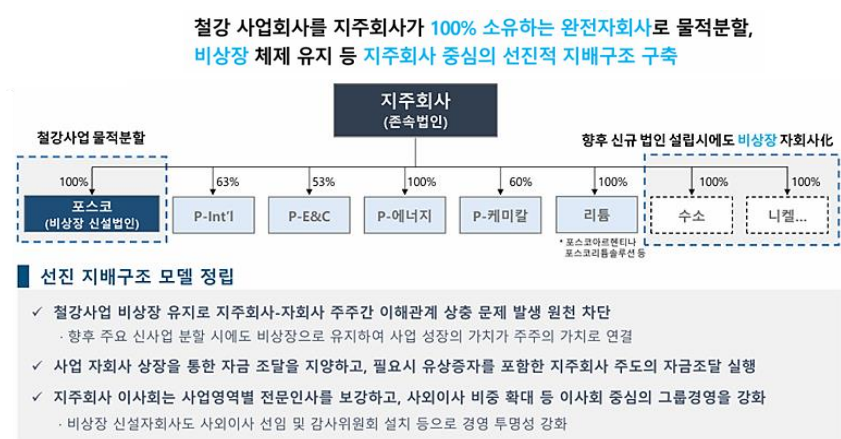 철강 사업회사를 지주회사가 100% 소유하는 완전자회사로 물적분할,
비상장 체제 유지 등 지주회사 중심의 선진적 지배구조 구축
지주회사
(존속법인)
철강사업 물적분할
향후 신규 법인 설립시에도 비상장 자회사化
100%
63%
53%
100%
60%
100%
100%
100%
포스코
(비상장 신설법인)
P-Int'l
P-E&C
P-에너지
P-케미칼
리튬
수소
니켈...
* 포스코아르헨티나
포스코리튬솔루션 등
선진 지배구조 모델 정립
✓ 철강사업 비상장 유지로 지주회사-자회사 주주간 이해관계 상충 문제 발생 원천 차단
· 향후 주요 신사업 분할 시에도 비상장으로 유지하여 사업 성장의 가치가 주주의 가치로 연결
✓ 사업 자회사 상장을 통한 자금 조달을 지양하고, 필요시 유상증자를 포함한 지주회사 주도의 자금조달 실행
✓ 지주회사 이사회는 사업영역별 전문인사를 보강하고, 사외이사 비중 확대 등 이사회 중심의 그룹경영을 강화
· 비상장 신설자회사도 사외이사 선임 및 감사위원회 설치 등으로 경영 투명성 강화